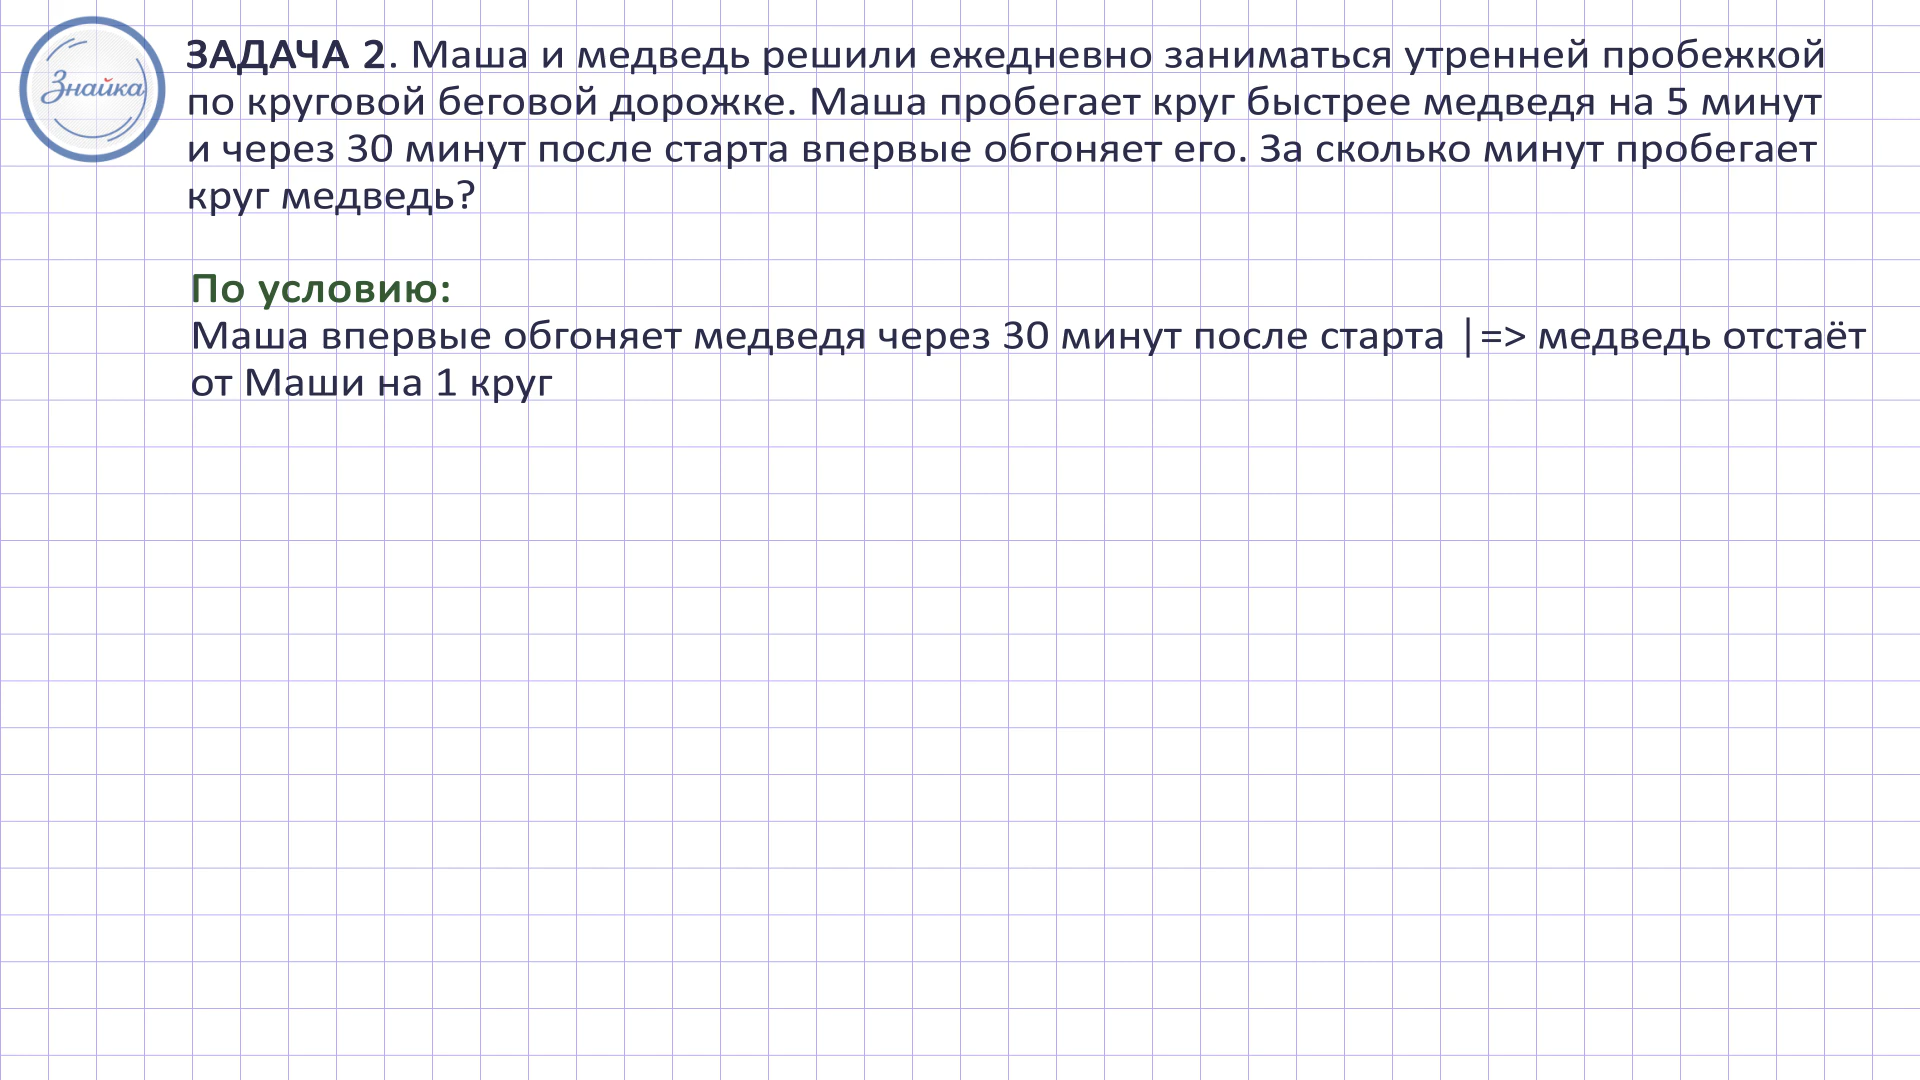 Знайка
ЗАДАЧА 2. Маша и медведь решили ежедневно заниматься утренней пробежкой
по круговой беговой дорожке. Маша пробегает круг быстрее медведя на 5 минут
и через 30 минут после старта впервые обгоняет его. За сколько минут пробегает
круг медведь?
По условию:
Маша впервые обгоняет медведя через 30 минут после старта |=> медведь отстаёт
от Маши на 1 круг